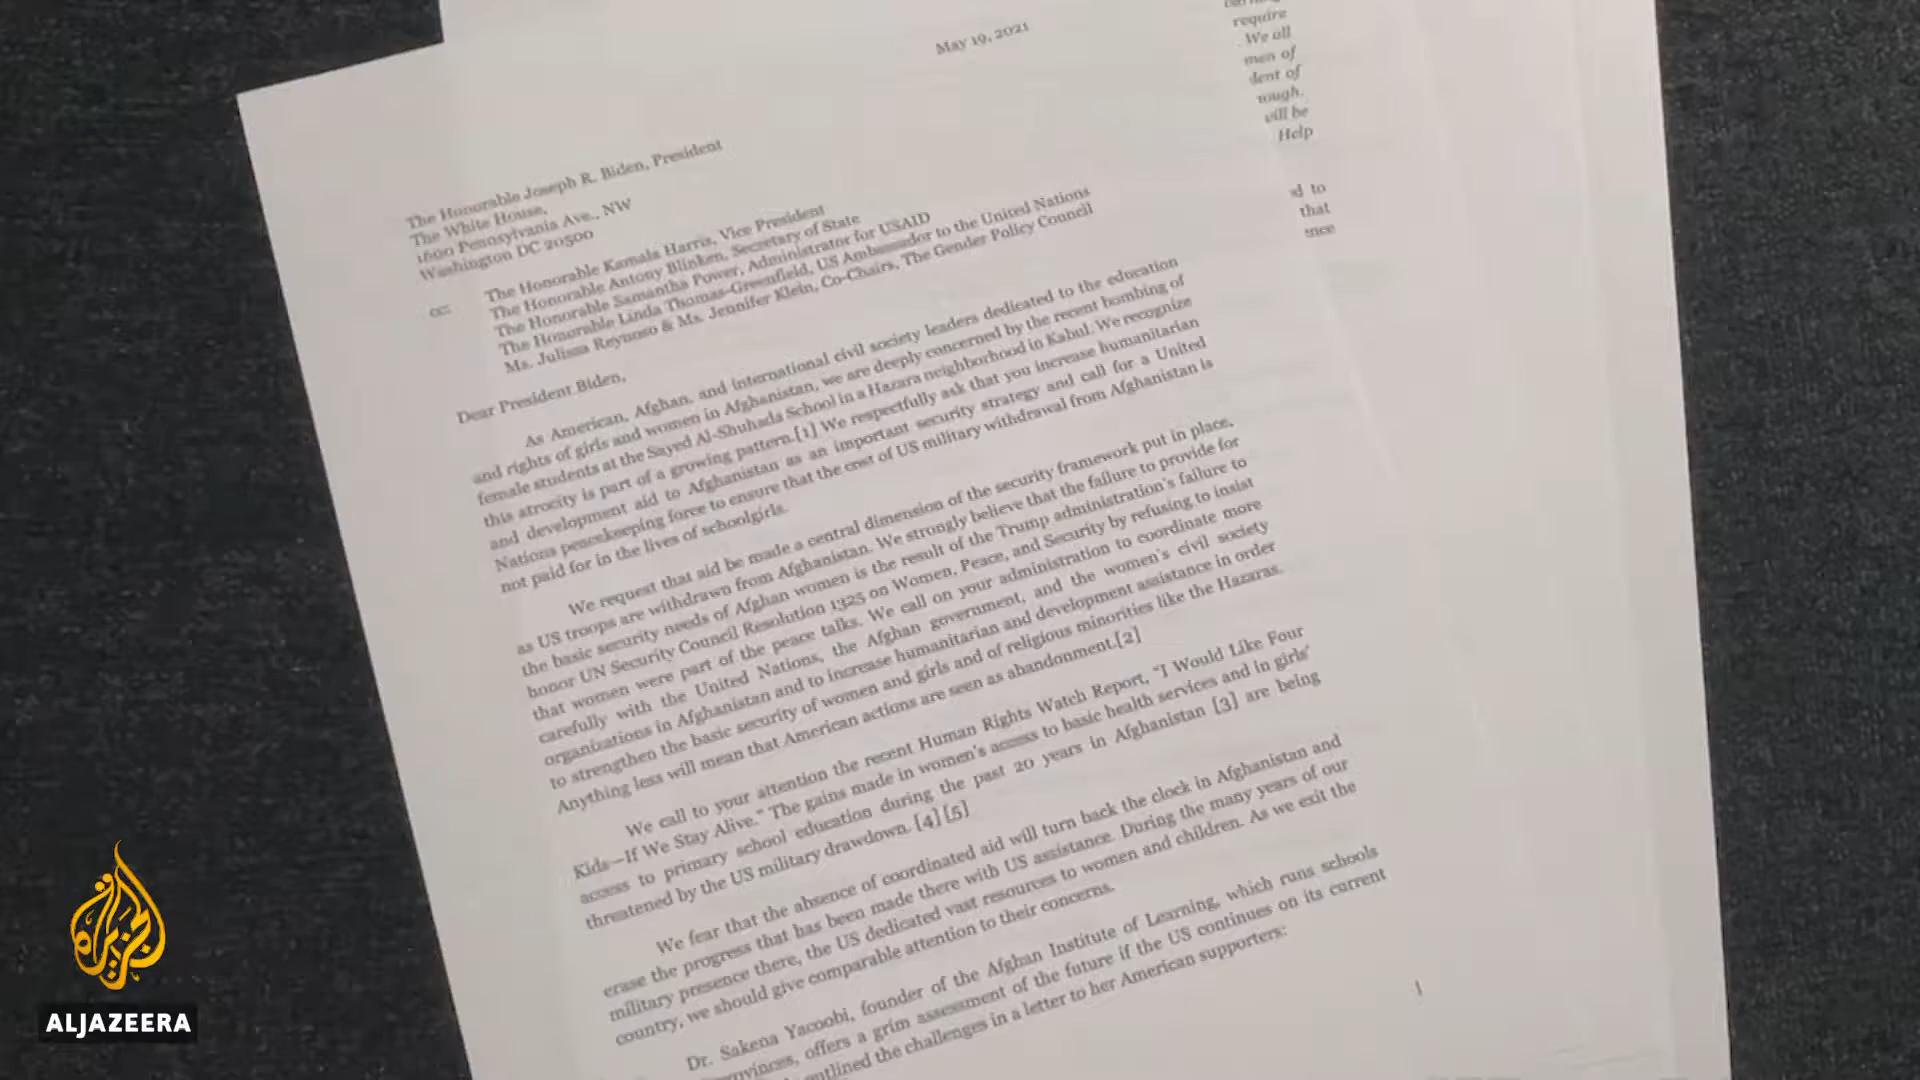 May 19, 2021
require
We all
men of
dent of
tough.
will be
Help
d to
that
The Honorable Joseph R. Biden, President
The White House,
1600 Pennsylvania Ave., NW
Washington DC 20500
cc:
The Honorable Kamala Harris, Vice President
The Honorable Antony Blinken, Secretary of State
The Honorable Samantha Power, Administrator for USAID
The Honorable Linda Thomas-Greenfield, US Ambassador to the United Nations
Ms. Julissa Reynoso & Ms. Jennifer Klein, Co-Chairs, The Gender Policy Council
Dear President Biden,
As American, Afghan, and international civil society leaders dedicated to the education
and rights of girls and women in Afghanistan, we are deeply concerned by the recent bombing of
female students at the Sayed Al-Shuhada School in a Hazara neighborhood in Kabul. We recognize
this atrocity is part of a growing pattern.[1] We respectfully ask that you increase humanitarian
and development aid to Afghanistan as an important security strategy and call for a United
Nations peacekeeping force to ensure that the cost of US military withdrawal from Afghanistan is
not paid for in the lives of schoolgirls.
We request that aid be made a central dimension of the security framework put in place,
as US troops are withdrawn from Afghanistan. We strongly believe that the failure to provide for
the basic security needs of Afghan women is the result of the Trump administration's failure to
honor UN Security Council Resolution 1325 on Women, Peace, and Security by refusing to insist
that women were part of the peace talks. We call on your administration to coordinate more
carefully with the United Nations, the Afghan government, and the women's civil society
organizations in Afghanistan and to increase humanitarian and development assistance in order
to strengthen the basic security of women and girls and of religious minorities like the Hazaras.
Anything less will mean that American actions are seen as abandonment.[2]
We call to your attention the recent Human Rights Watch Report, "I Would Like Four
Kids—If We Stay Alive." The gains made in women's access to basic health services and in girls'
access to primary school education during the past 20 years in Afghanistan [3] are being
threatened by the US military drawdown. [4] [5]
We fear that the absence of coordinated aid will turn back the clock in Afghanistan and
erase the progress that has been made there with US assistance. During the many years of our
military presence there, the US dedicated vast resources to women and children. As we exit the
country, we should give comparable attention to their concerns.
Dr. Sakena Yacoobi, founder of the Afghan Institute of Learning, which runs schools
ovinces, offers a grim assessment of the future if the US continues on its current
outlined the challenges in a letter to her American supporters:
1
الجزيرة
ALJAZEERA